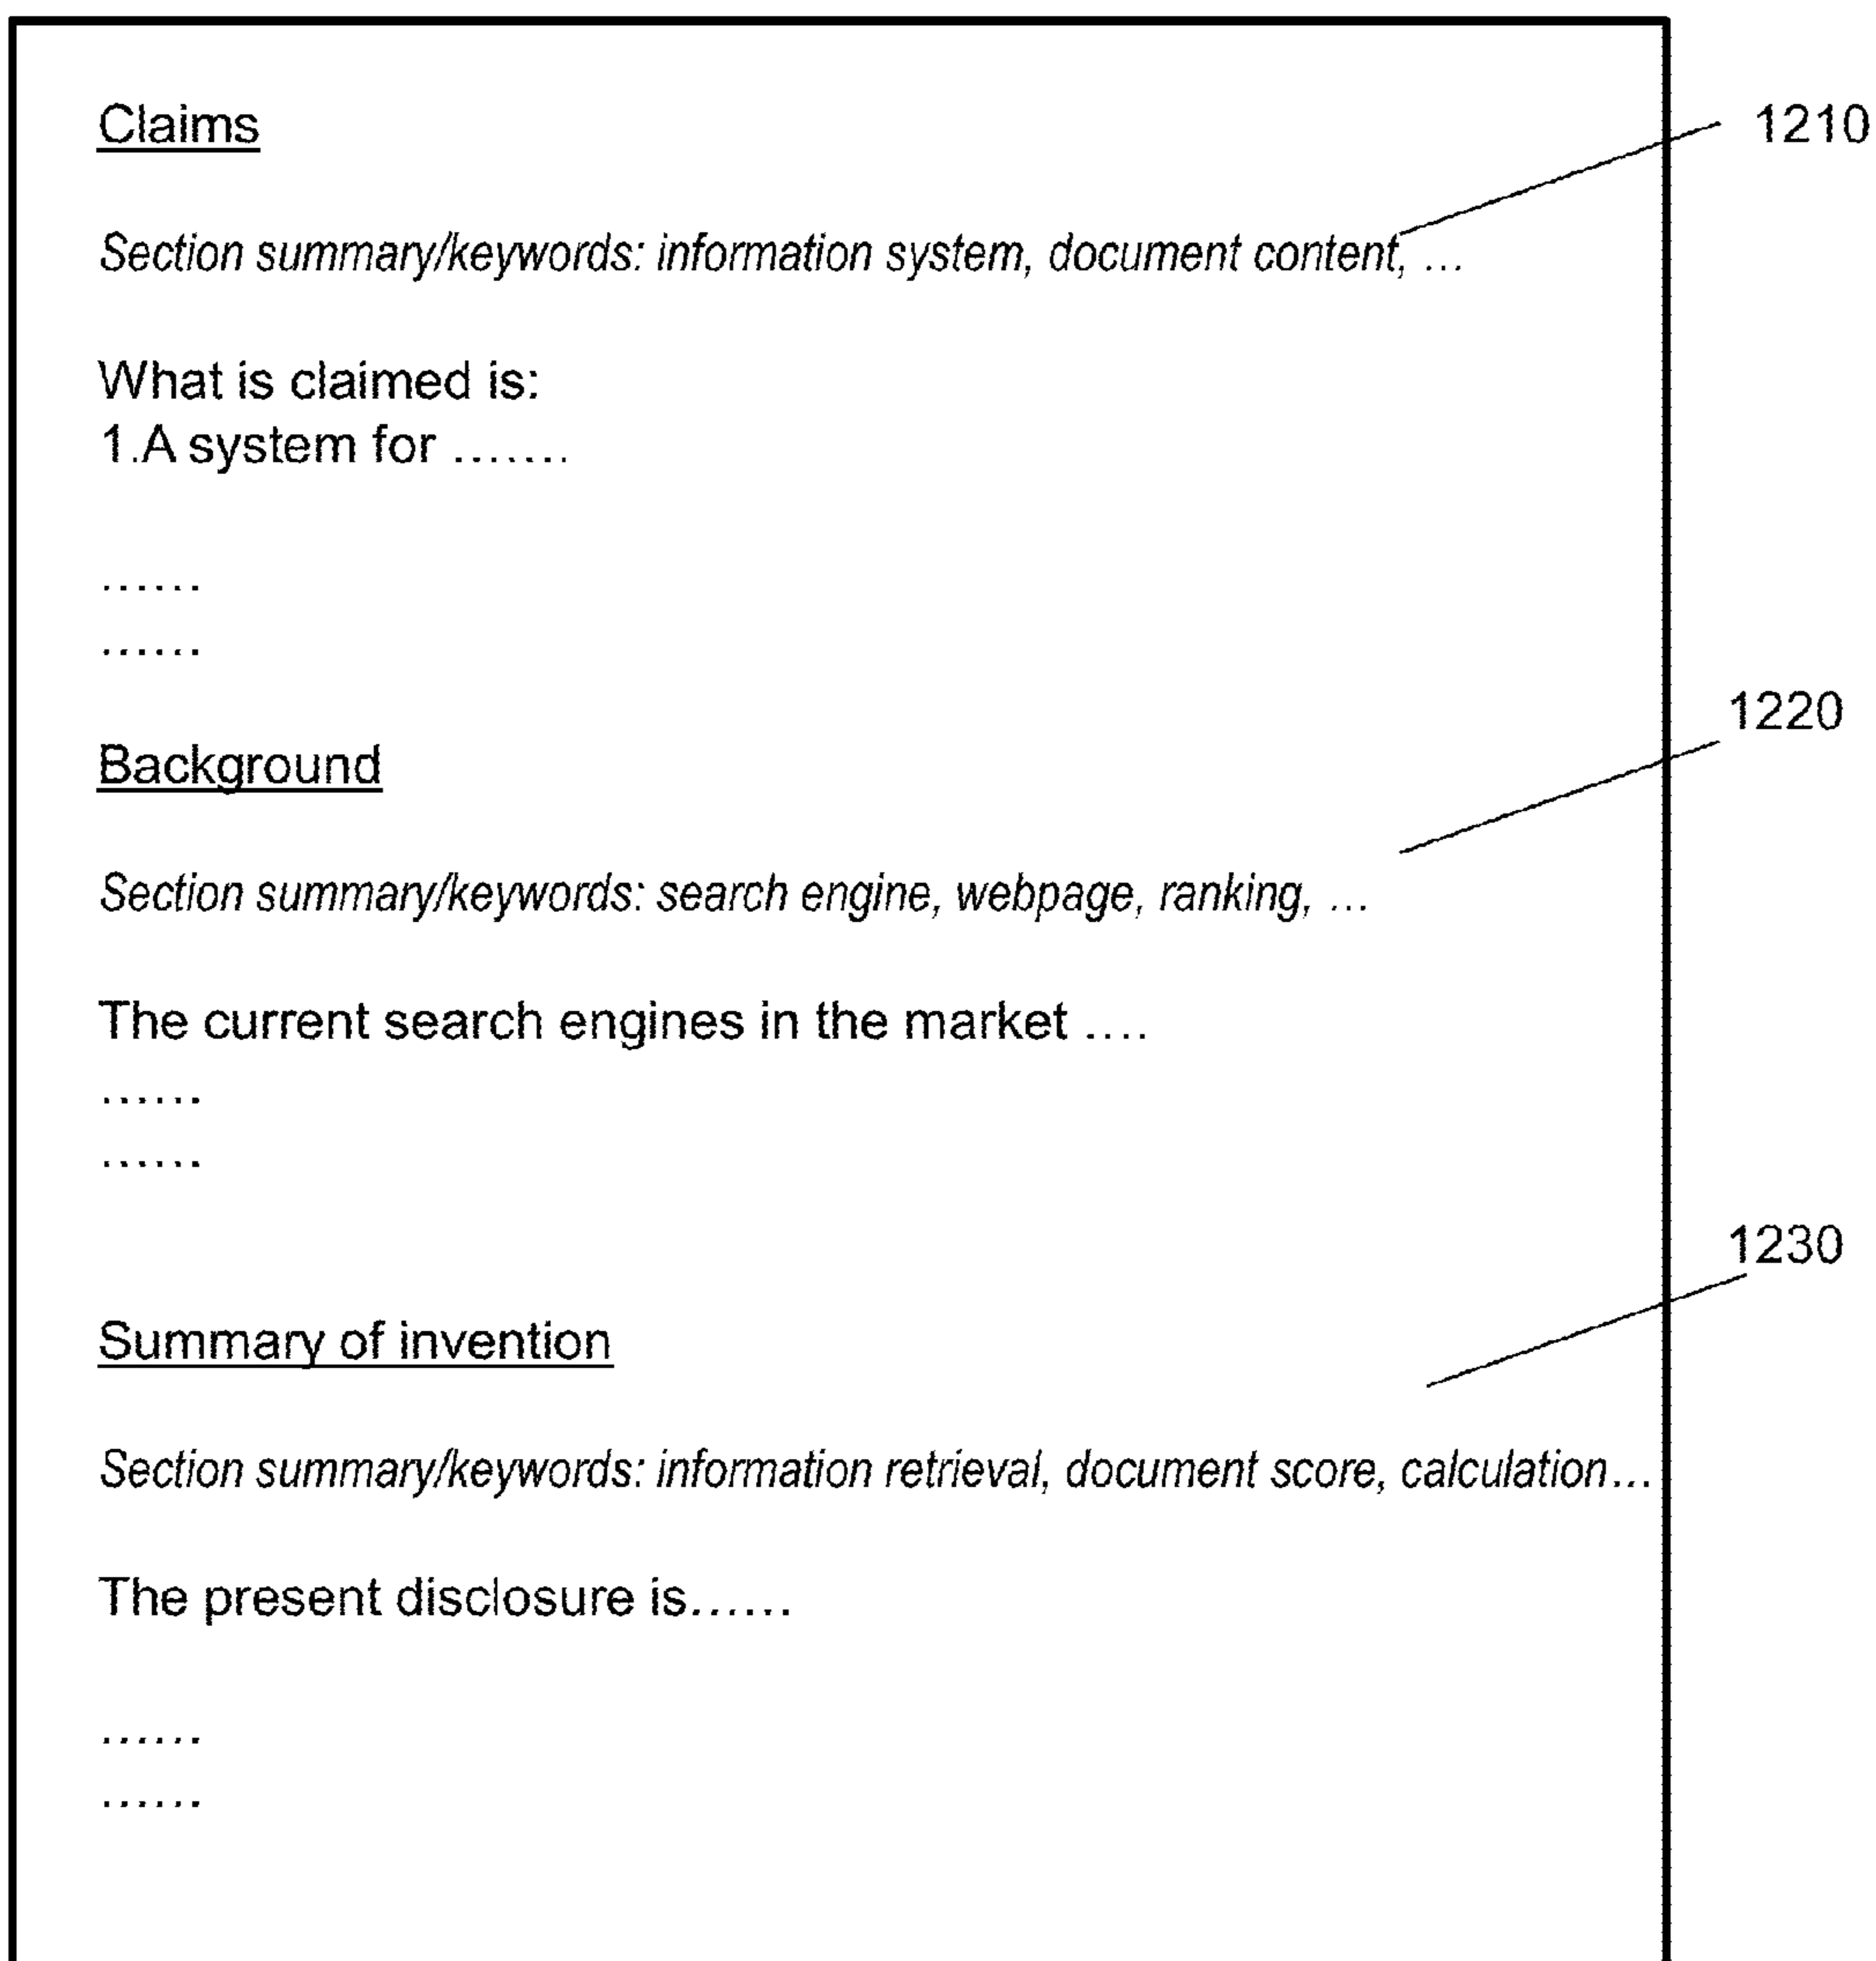 Claims
1210
Section summary/keywords: information system, document content, ...
What is claimed is:
1.A system for .......
......
......
1220
Background
Section summary/keywords: search engine, webpage, ranking, ...
The current search engines in the market ....
......
......
1230
Summary of invention
Section summary/keywords: information retrieval, document score, calculation...
The present disclosure is......
......
......